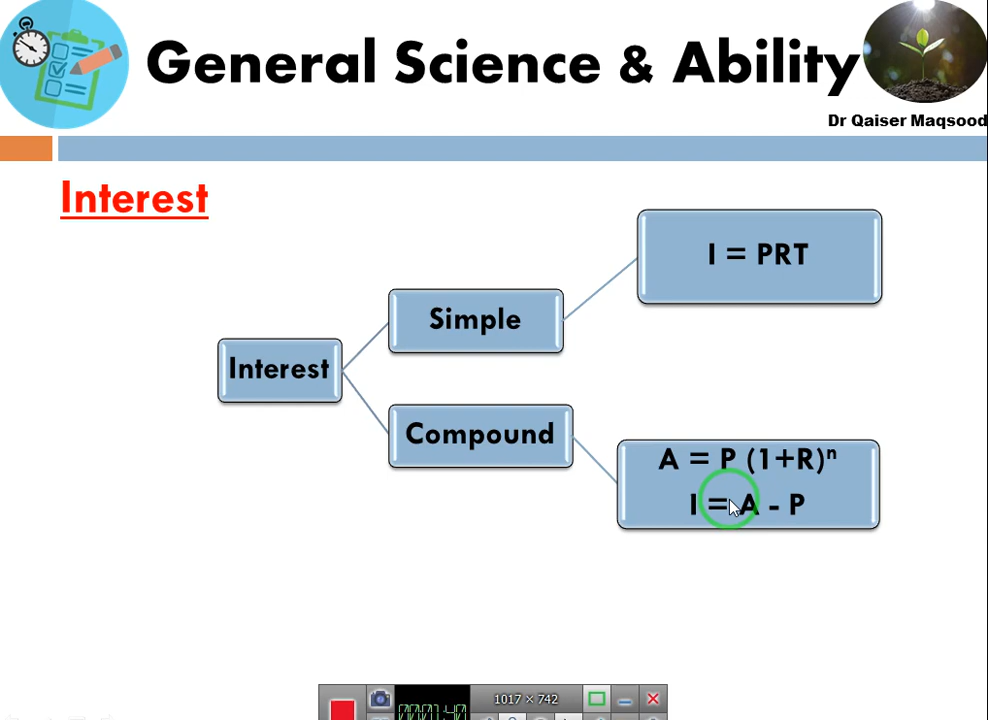 General Science & Ability
Dr Qaiser Maqsood
Interest
I = PRT
Simple
Interest
Compound
A = P (1+R)ⁿ
I = A - P
1017 × 742